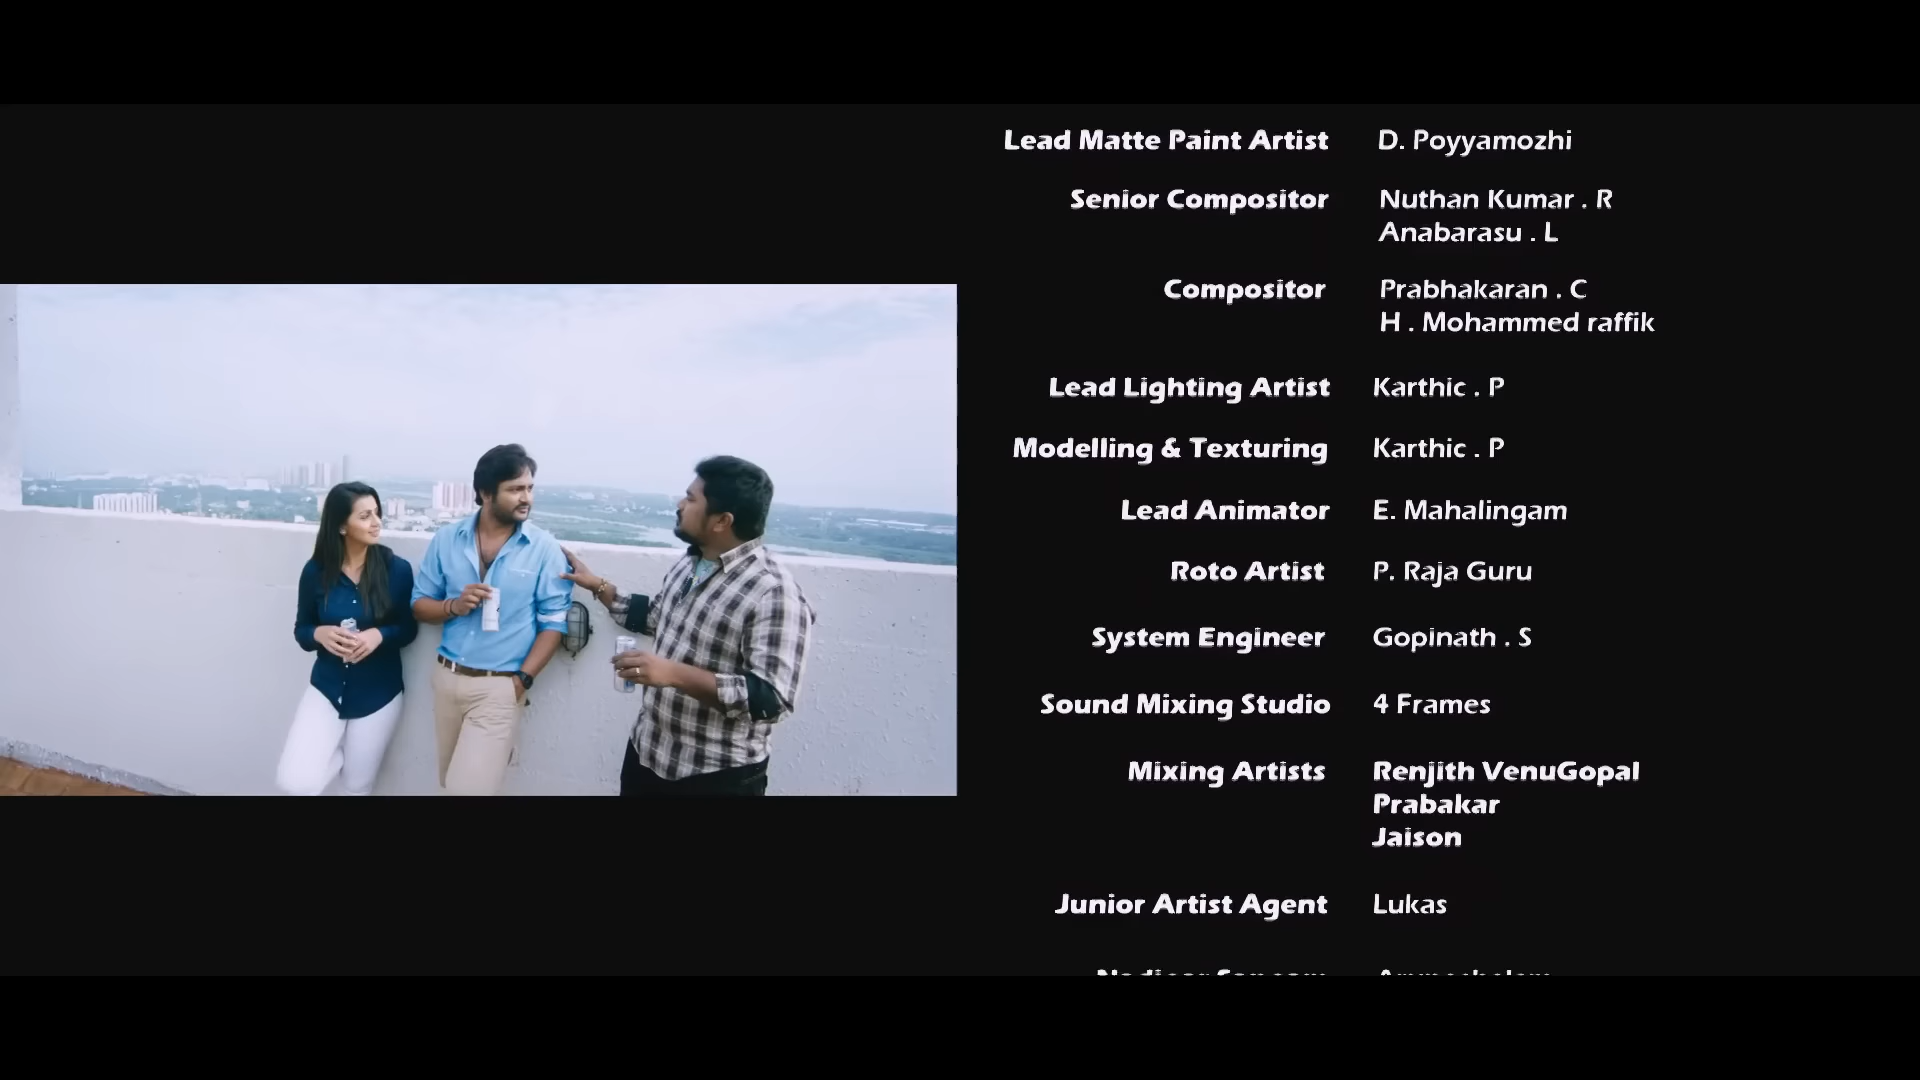 Lead Matte Paint Artist D. Poyyamozhi
Senior Compositor Nuthan Kumar . R
Anabarasu . L
Compositor Prabhakaran . C
H . Mohammed raffik
Lead Lighting Artist Karthic . P
Modelling & Texturing Karthic . P
Lead Animator E. Mahalingam
Roto Artist P. Raja Guru
System Engineer Gopinath . S
Sound Mixing Studio 4 Frames
Mixing Artists Renjith VenuGopal
Prabakar
Jaison
Junior Artist Agent Lukas